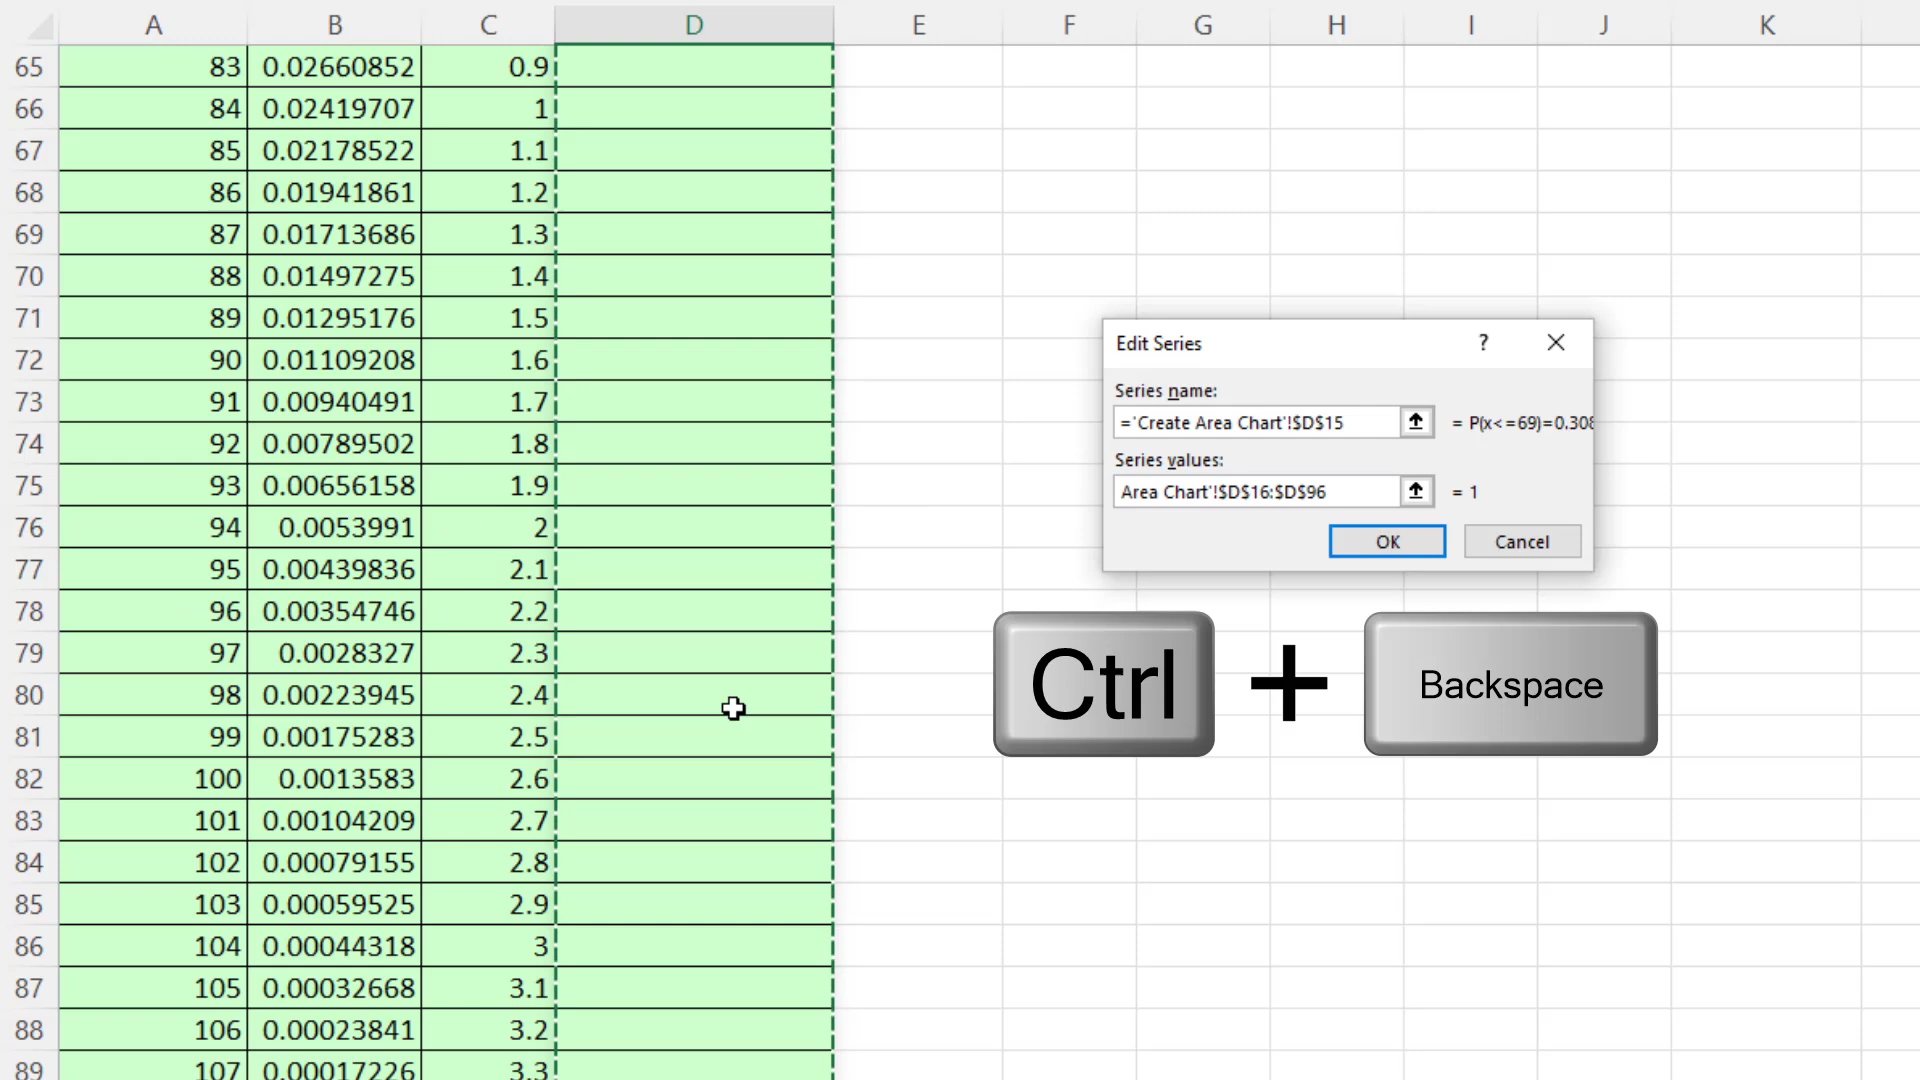 A B C D E F G H I J K
65 83 0.02660852 0.9
66 84 0.02419707 1
67 85 0.02178522 1.1
68 86 0.01941861 1.2
69 87 0.01713686 1.3
70 88 0.01497275 1.4
71 89 0.01295176 1.5
72 90 0.01109208 1.6
73 91 0.00940491 1.7
74 92 0.00789502 1.8
75 93 0.00656158 1.9
76 94 0.0053991 2
77 95 0.00439836 2.1
78 96 0.00354746 2.2
79 97 0.0028327 2.3
80 98 0.00223945 2.4
81 99 0.00175283 2.5
82 100 0.0013583 2.6
83 101 0.00104209 2.7
84 102 0.00079155 2.8
85 103 0.00059525 2.9
86 104 0.00044318 3
87 105 0.00032668 3.1
88 106 0.00023841 3.2
89 107 0.00017226 3.3
Edit Series ?
Series name:
='Create Area Chart'!$D$15 = P(x<=69)=0.308
Series values:
Area Chart'!$D$16:$D$96 = 1
OK Cancel
Ctrl + Backspace